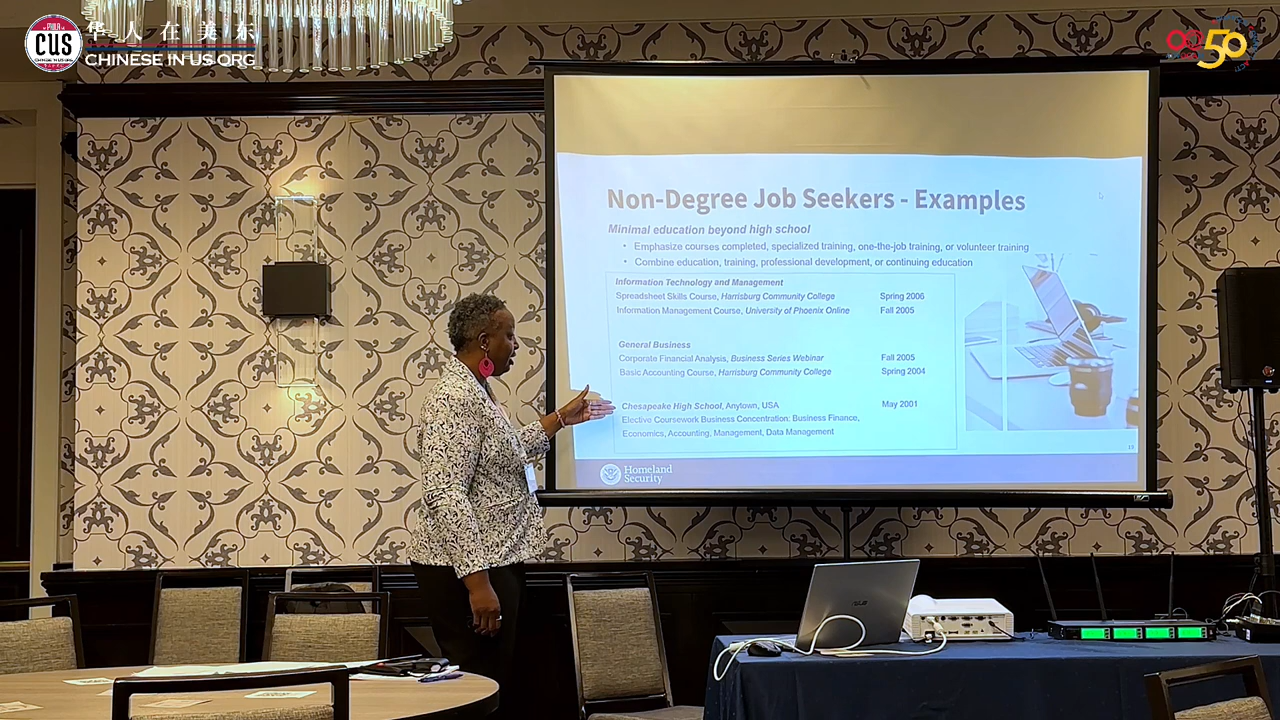 CUS
华人在美东
CHINESE IN US.ORG
50
Non-Degree Job Seekers - Examples
Minimal education beyond high school
• Emphasize courses completed, specialized training, one-the-job training, or volunteer training
• Combine education, training, professional development, or continuing education
Information Technology and Management
Spreadsheet Skills Course, Harrisburg Community College Spring 2006
Information Management Course, University of Phoenix Online Fall 2005
General Business
Corporate Financial Analysis, Business Series Webinar Fall 2005
Basic Accounting Course, Harrisburg Community College Spring 2004
Chesapeake High School, Anytown, USA May 2001
Elective Coursework Business Concentration: Business Finance,
Economics, Accounting, Management, Data Management
Homeland
Security
ASUS